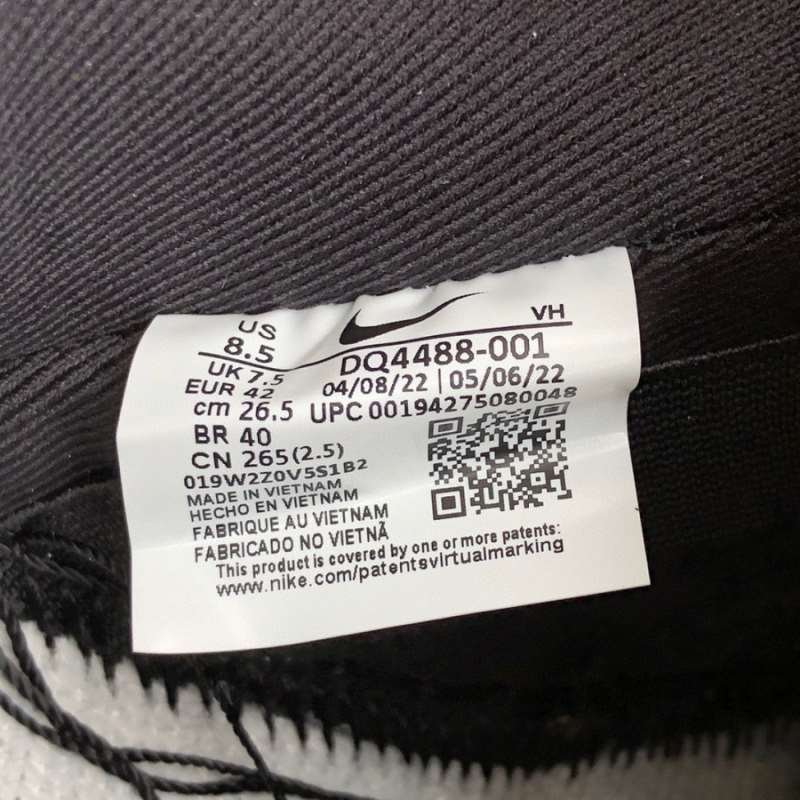 US
8.5
VH
UK 7.5
DQ4488-001
EUR 42
04/08/22 | 05/06/22
cm 26.5
UPC 00194275080048
BR 40
CN 265(2.5)
019W2Z0V5S1B2
MADE IN VIETNAM
HECHO EN VIETNAM
FABRIQUE AU VIETNAM
FABRICADO NO VIETNÃ
This product is covered by one or more patents:
www.nike.com/patentsvirtualmarking